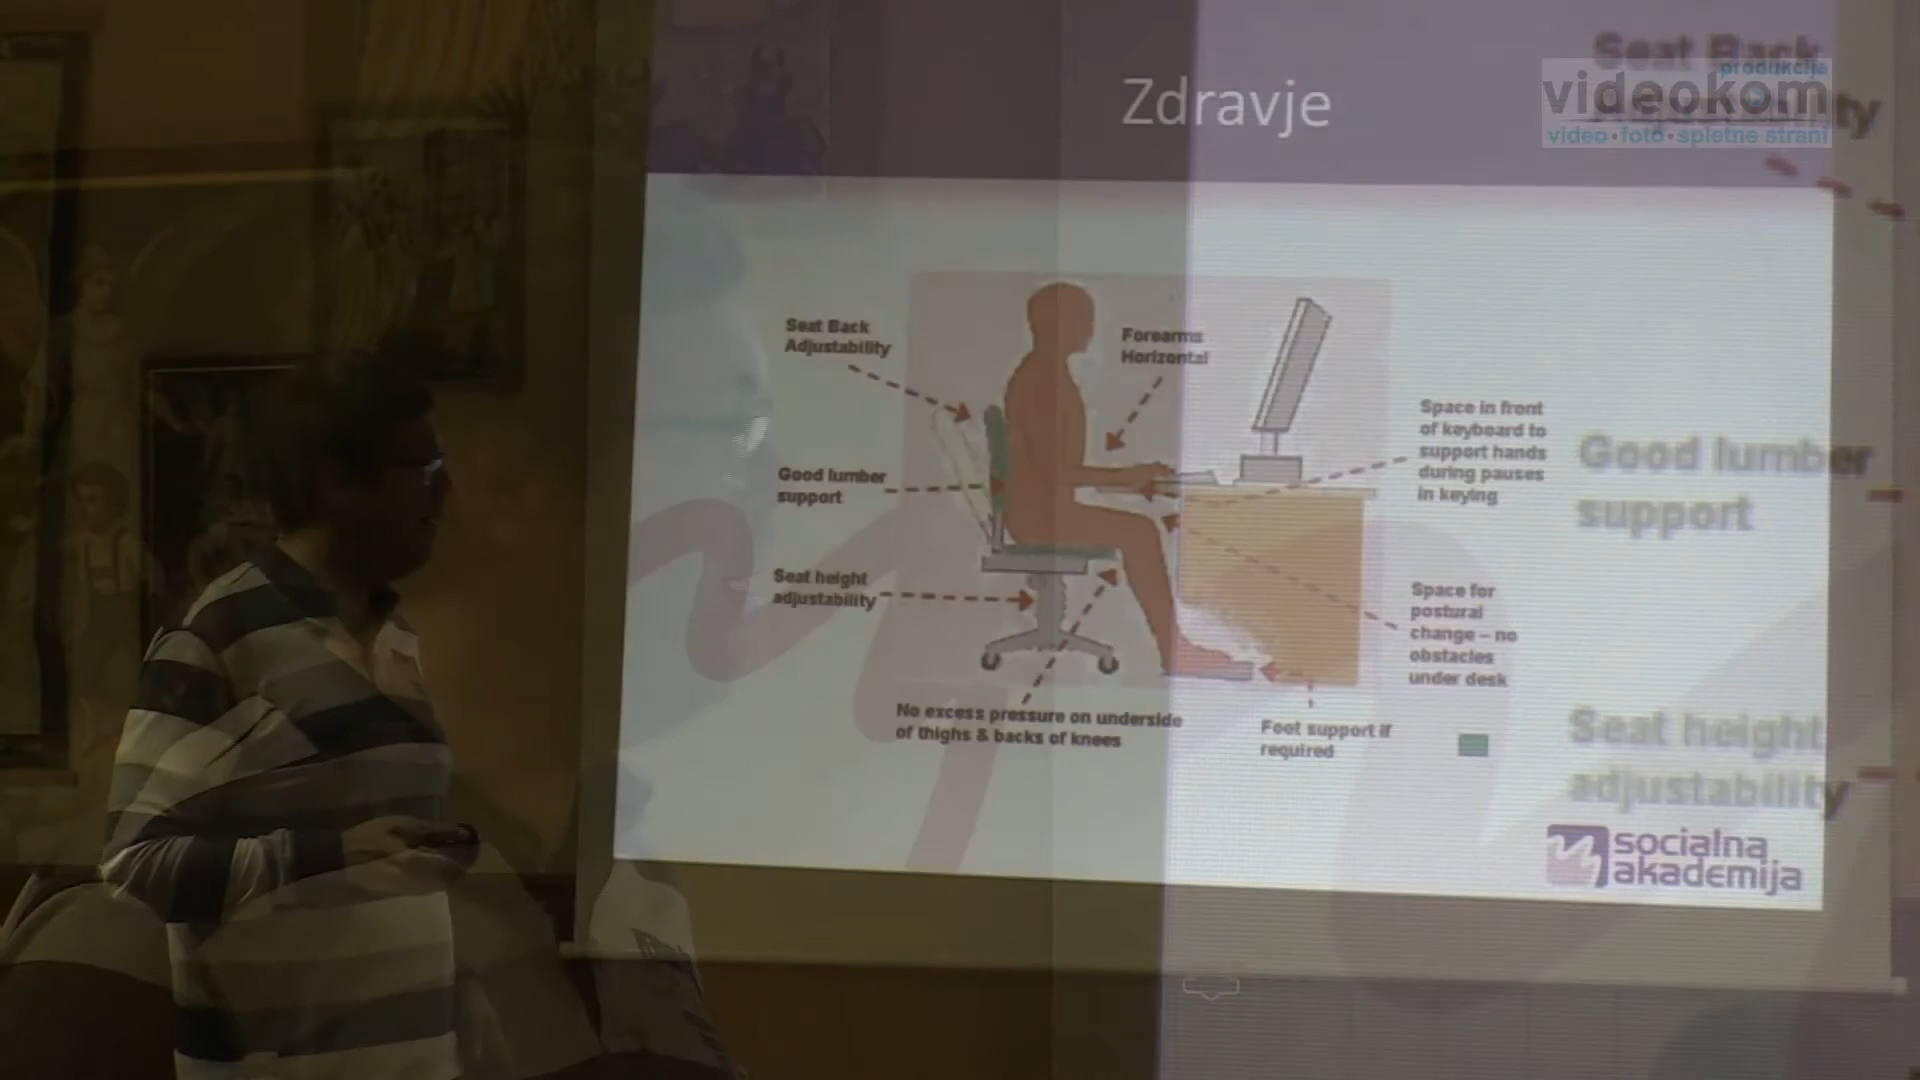 Zdravje
produkcija
videokom
video•foto•spletne strani
Seat Back
Adjustability
Forearms
Horizontal
Good lumber
support
Seat height
adjustability
Space in front
of keyboard to
support hands
during pauses
in keying
Space for
postural
change – no
obstacles
under desk
No excess pressure on underside
of thighs & backs of knees
Foot support if
required
Seat Back
Good lumber
support
Seat height
adjustability
socialna
akademija